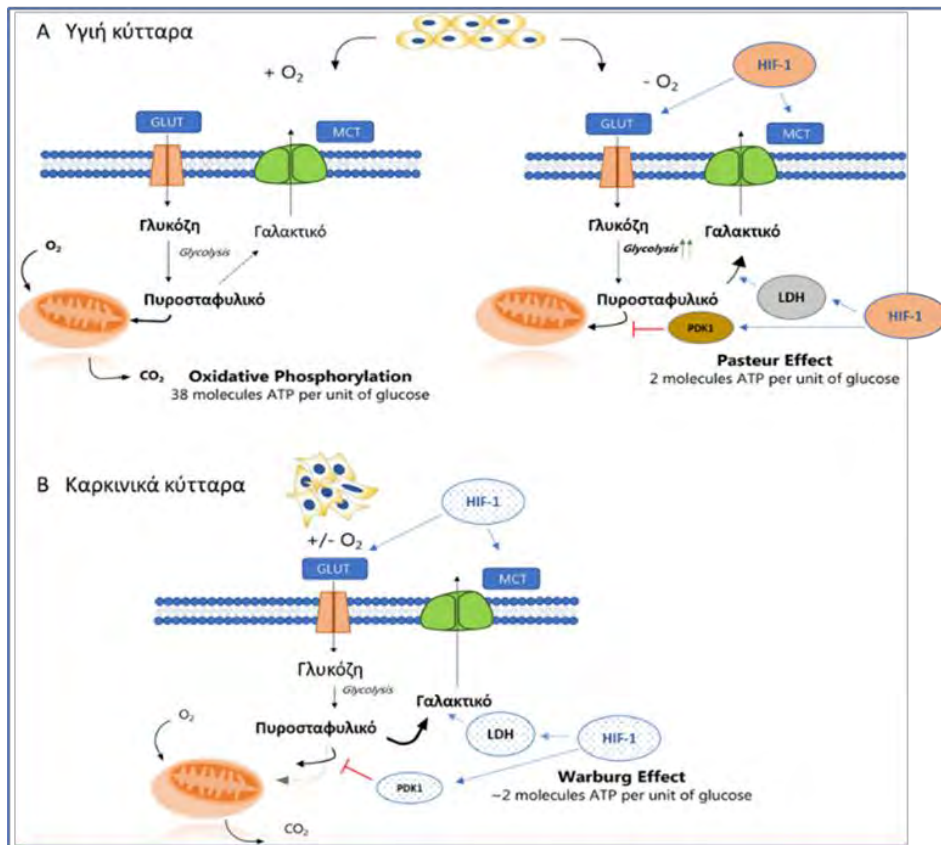 A Υγιή κύτταρα
+ O₂
- O₂
HIF-1
GLUT
MCT
GLUT
MCT
Γλυκόζη
Γαλακτικό
Γλυκόζη
Γαλακτικό
O₂
Glycolysis
Glycolysis
Πυροσταφυλικό
Πυροσταφυλικό
LDH
HIF-1
PDK1
CO₂
Oxidative Phosphorylation
38 molecules ATP per unit of glucose
Pasteur Effect
2 molecules ATP per unit of glucose
B Καρκινικά κύτταρα
HIF-1
+/- O₂
GLUT
MCT
Γλυκόζη
Glycolysis
Γαλακτικό
O₂
Πυροσταφυλικό
LDH
HIF-1
PDK1
Warburg Effect
~2 molecules ATP per unit of glucose
CO₂